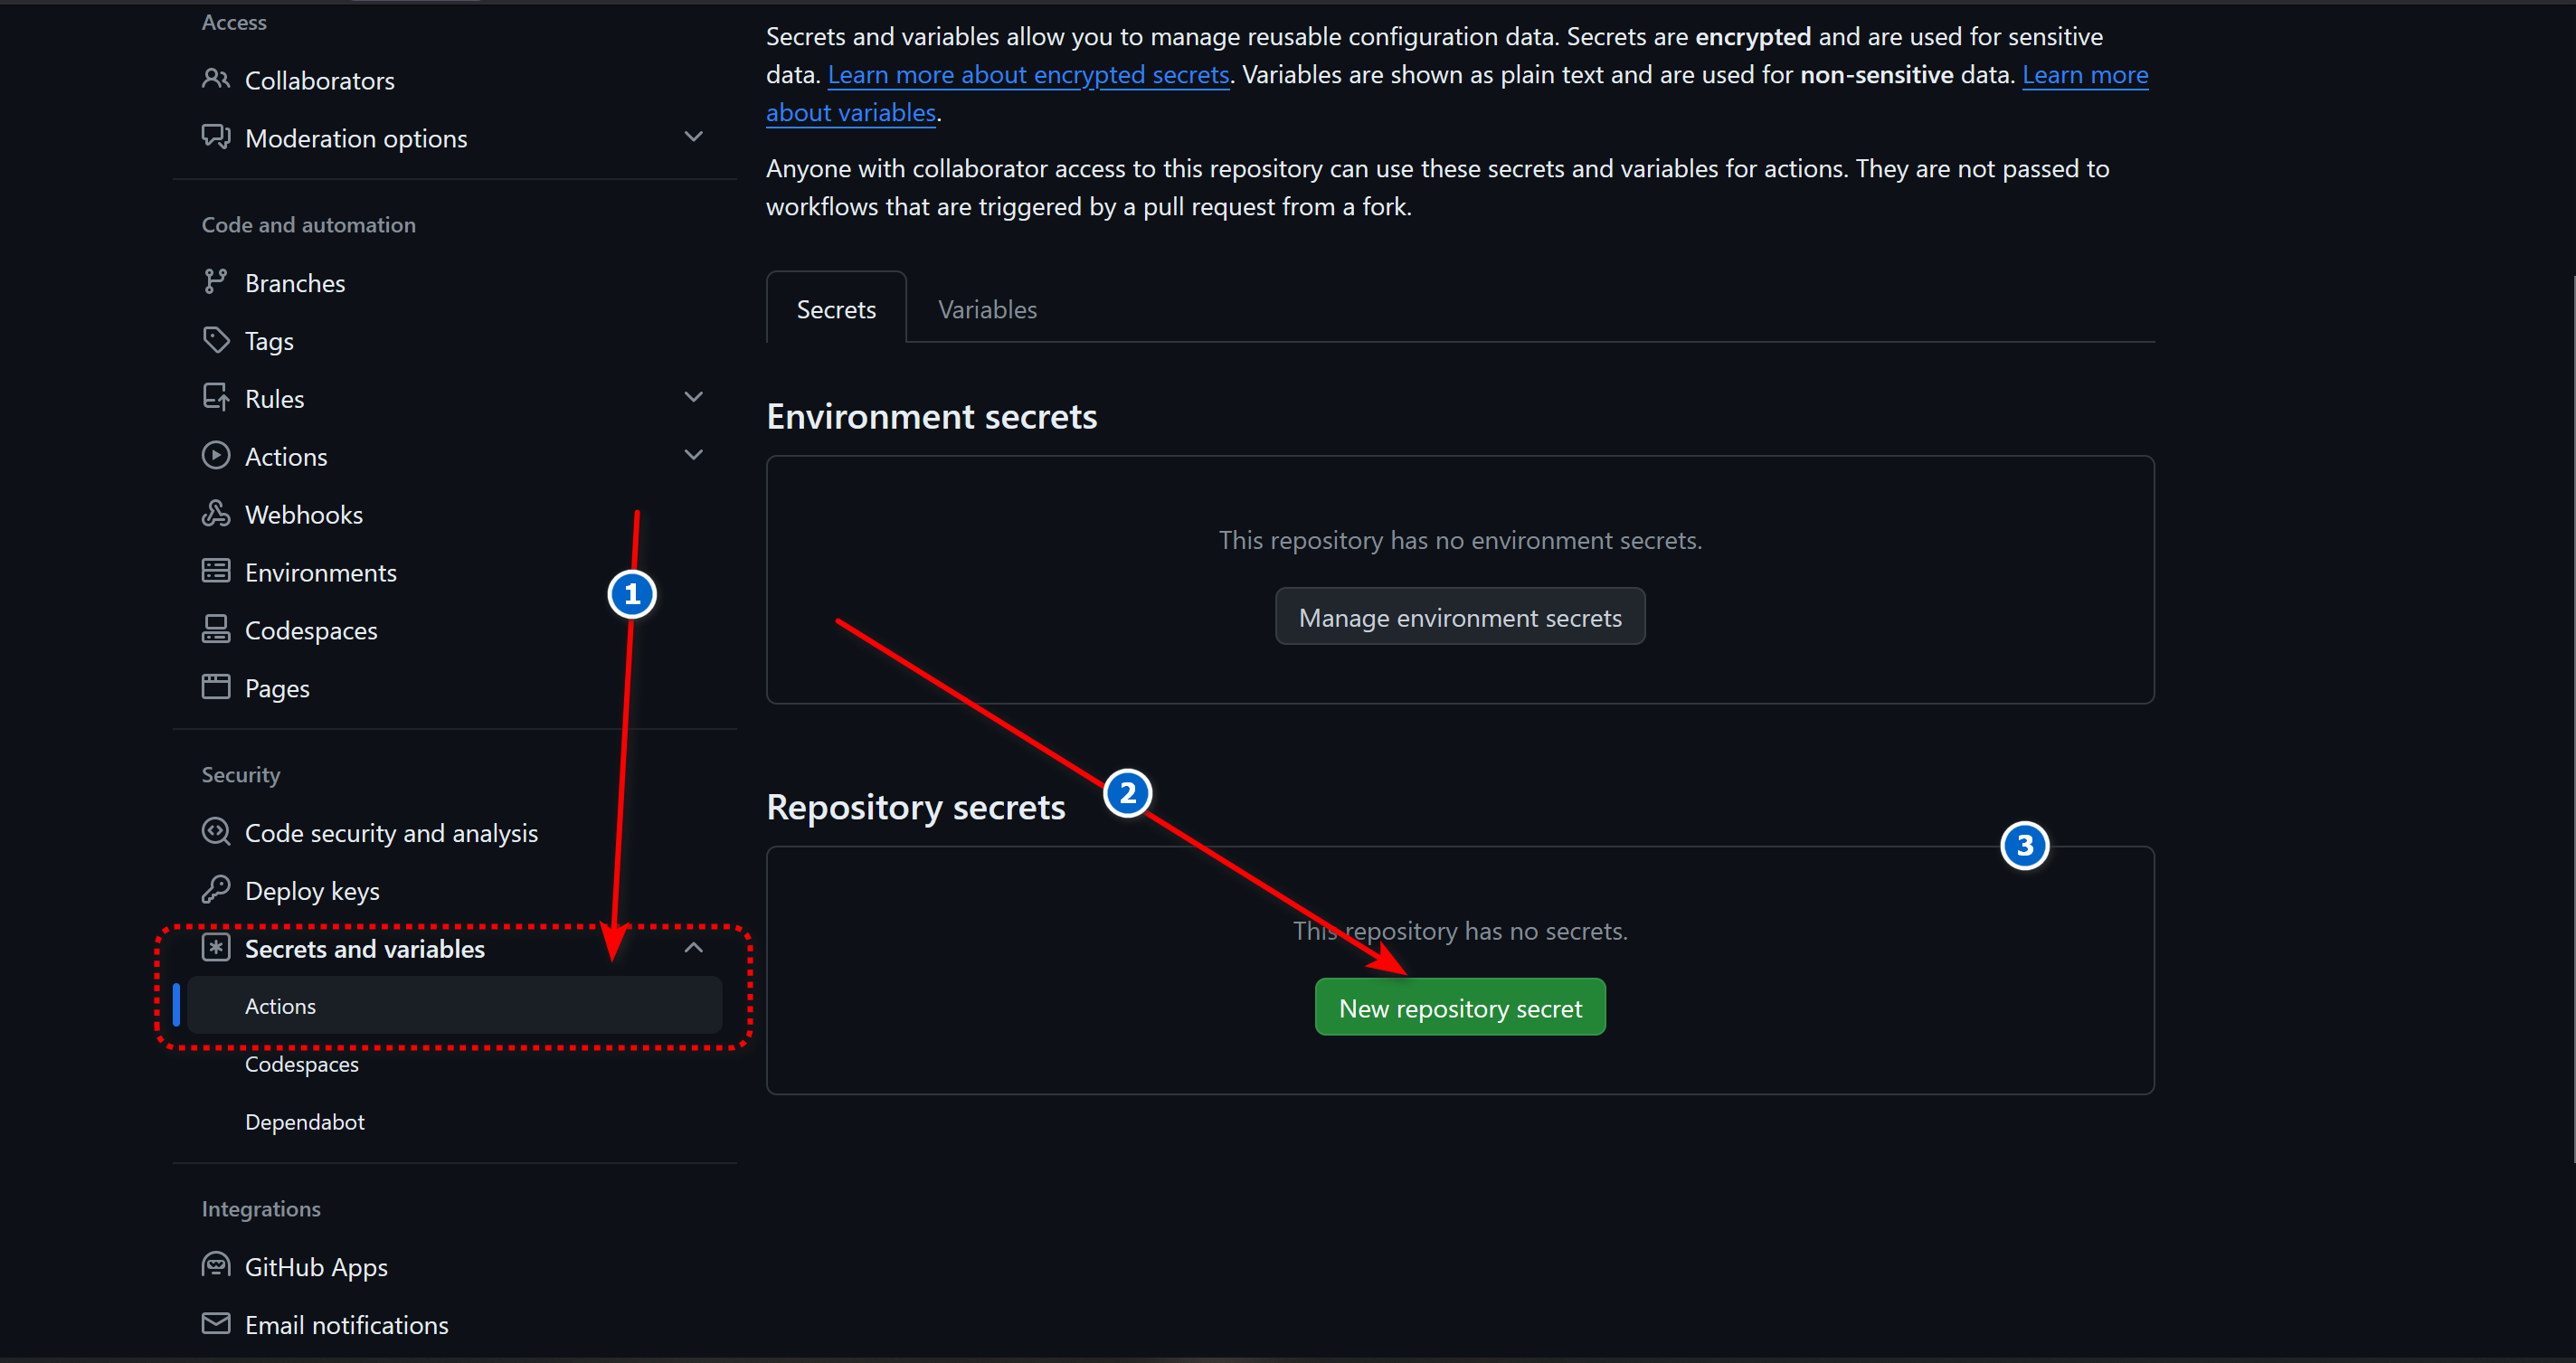 Access
Collaborators
Moderation options
Code and automation
Branches
Tags
Rules
Actions
Webhooks
Environments
Codespaces
Pages
Security
Code security and analysis
Deploy keys
Secrets and variables
Actions
Codespaces
Dependabot
Integrations
GitHub Apps
Email notifications
1
Secrets and variables allow you to manage reusable configuration data. Secrets are encrypted and are used for sensitive
data. Learn more about encrypted secrets. Variables are shown as plain text and are used for non-sensitive data. Learn more
about variables.
Anyone with collaborator access to this repository can use these secrets and variables for actions. They are not passed to
workflows that are triggered by a pull request from a fork.
Secrets Variables
Environment secrets
This repository has no environment secrets.
Manage environment secrets
Repository secrets
2
3
This repository has no secrets.
New repository secret